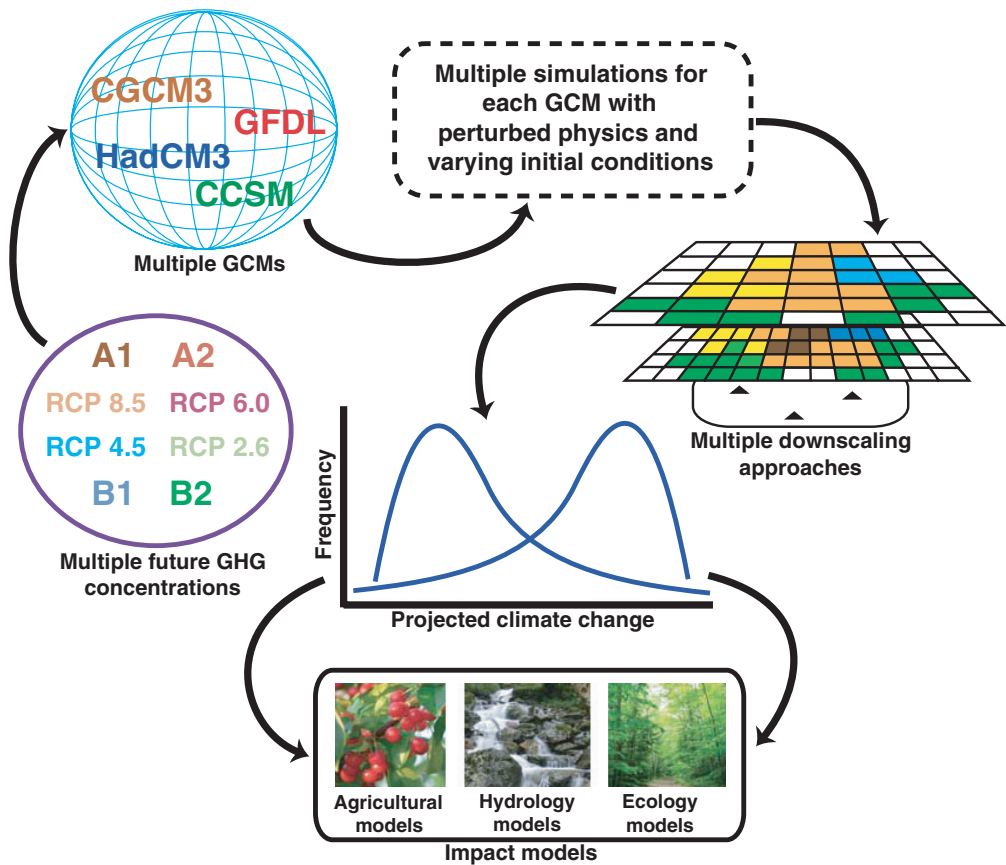 CGCM3
GFDL
HadCM3
CCSM
Multiple GCMs
Multiple simulations for
each GCM with
perturbed physics and
varying initial conditions
A1 A2
RCP 8.5 RCP 6.0
RCP 4.5 RCP 2.6
B1 B2
Multiple future GHG
concentrations
Multiple downscaling
approaches
Frequency
Projected climate change
Agricultural
models
Hydrology
models
Ecology
models
Impact models